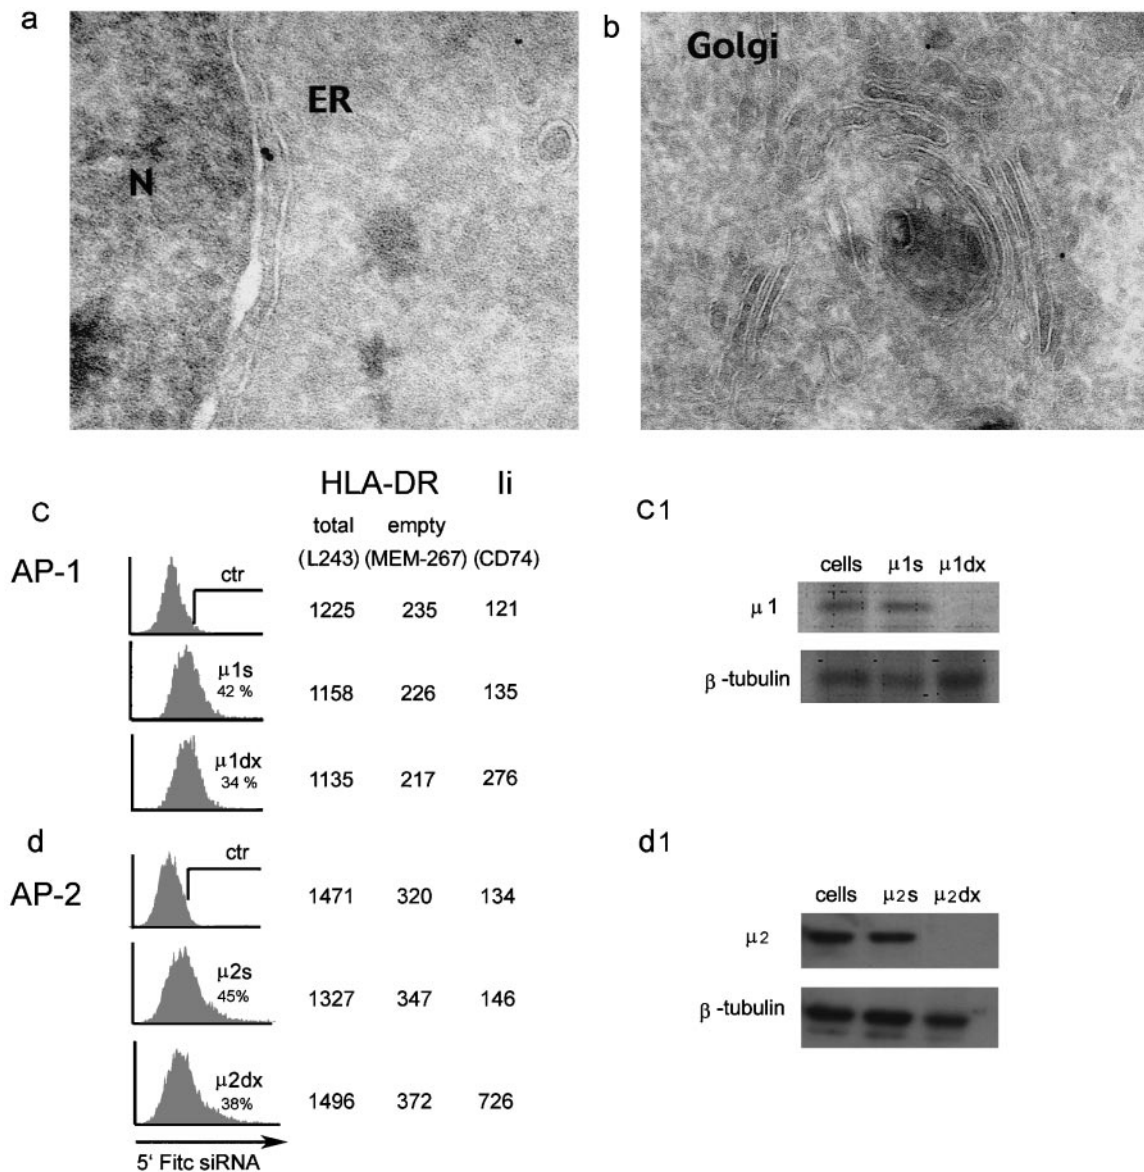 a
b
ER
N
Golgi
HLA-DR Ii
c
total empty
(L243) (MEM-267) (CD74)
AP-1
ctr
1225 235 121
μ1s
42 %
1158 226 135
μ1dx
34 %
1135 217 276
C1
cells μ1s μ1dx
μ1
β-tubulin
d
AP-2
ctr
1471 320 134
μ2s
45%
1327 347 146
μ2dx
38%
1496 372 726
5' Fitc siRNA
d1
cells μ2s μ2dx
μ2
β-tubulin